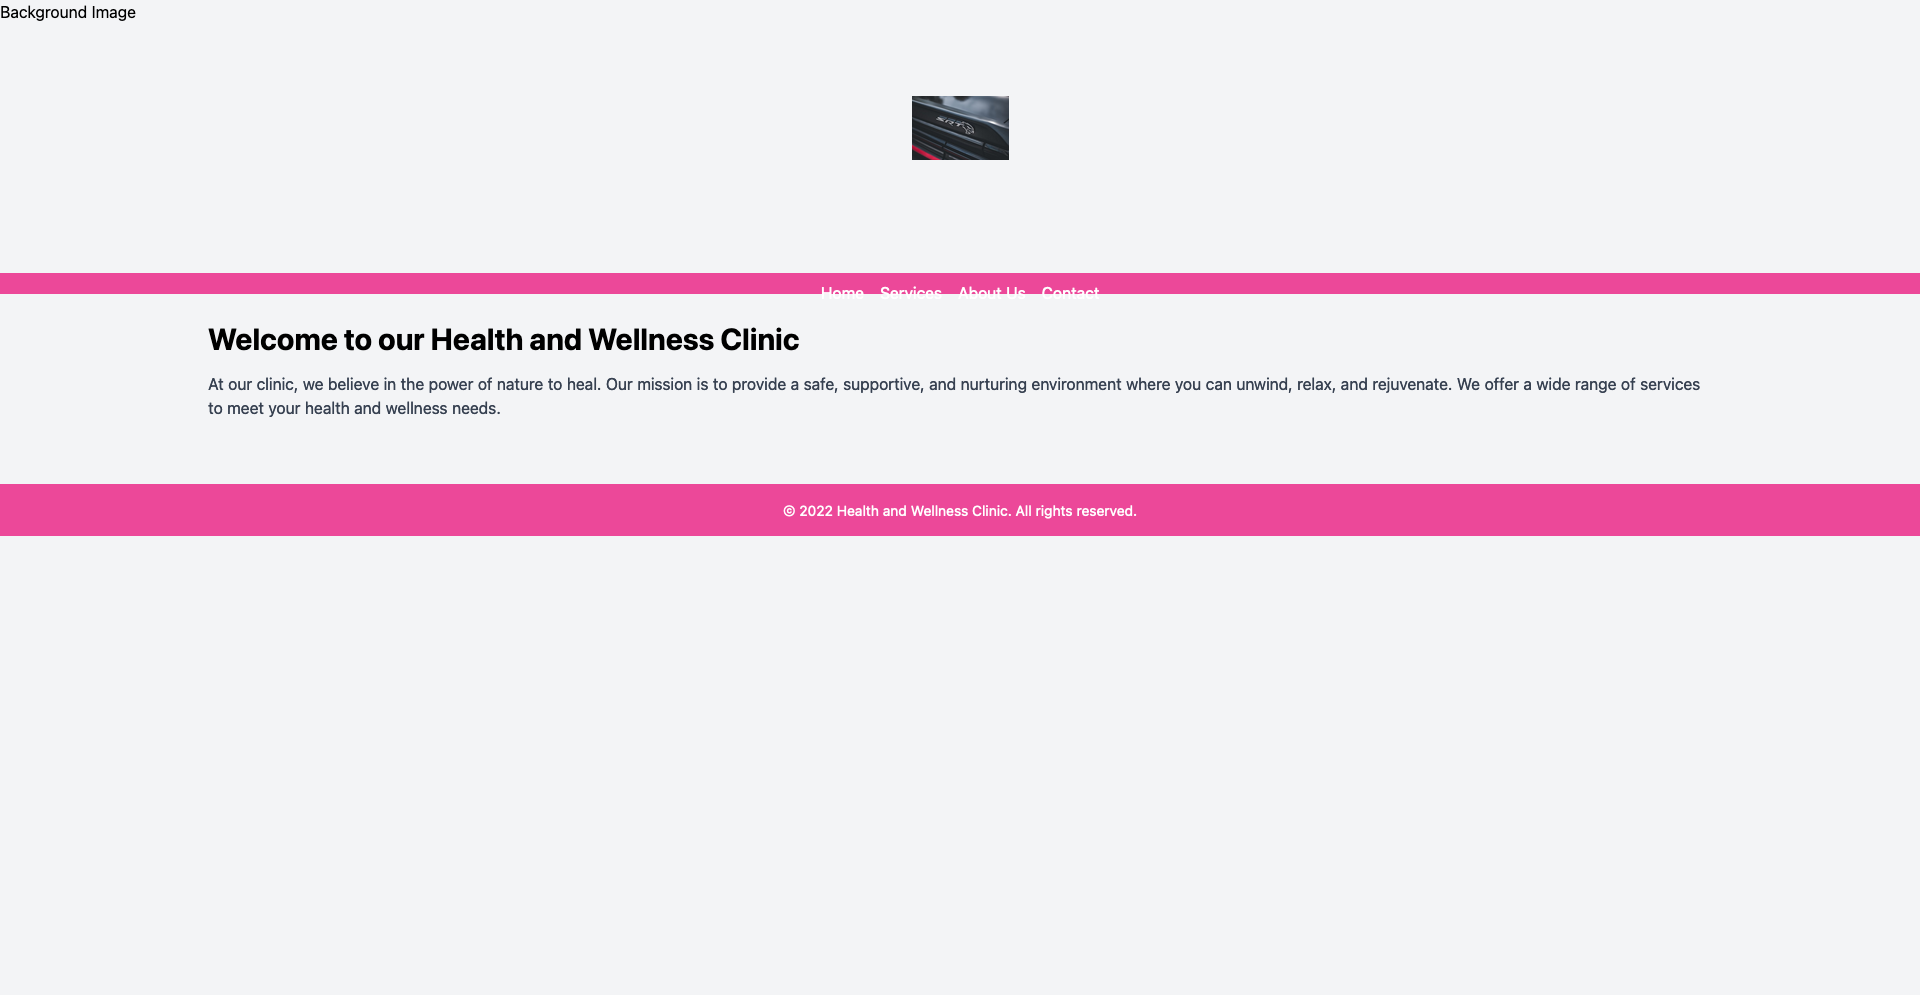 Background Image
SRT
Home Services About Us Contact
Welcome to our Health and Wellness Clinic
At our clinic, we believe in the power of nature to heal. Our mission is to provide a safe, supportive, and nurturing environment where you can unwind, relax, and rejuvenate. We offer a wide range of services
to meet your health and wellness needs.
© 2022 Health and Wellness Clinic. All rights reserved.